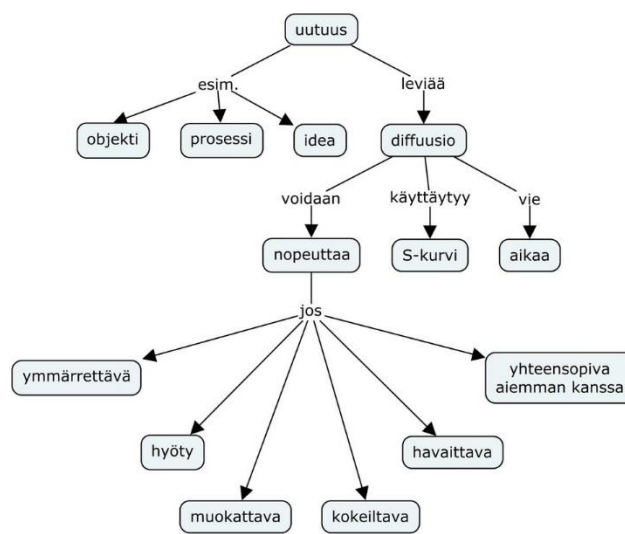 uutuus
esim.
leviää
objekti
prosessi
idea
diffuusio
voidaan
käyttäytyy
vie
nopeuttaa
S-kurvi
aikaa
jos
ymmärrettävä
yhteensopiva
aiemman kanssa
hyöty
havaittava
muokattava
kokeiltava